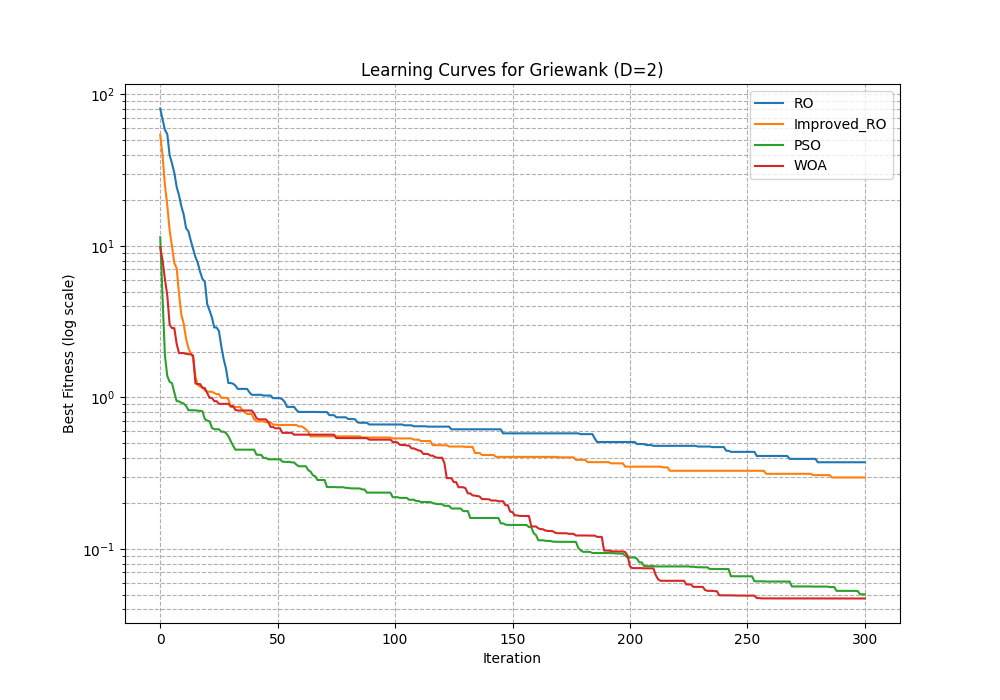 Learning Curves for Griewank (D=2)
Best Fitness (log scale)
10²
10¹
10⁰
10⁻¹
RO
Improved_RO
PSO
WOA
0 50 100 150 200 250 300
Iteration